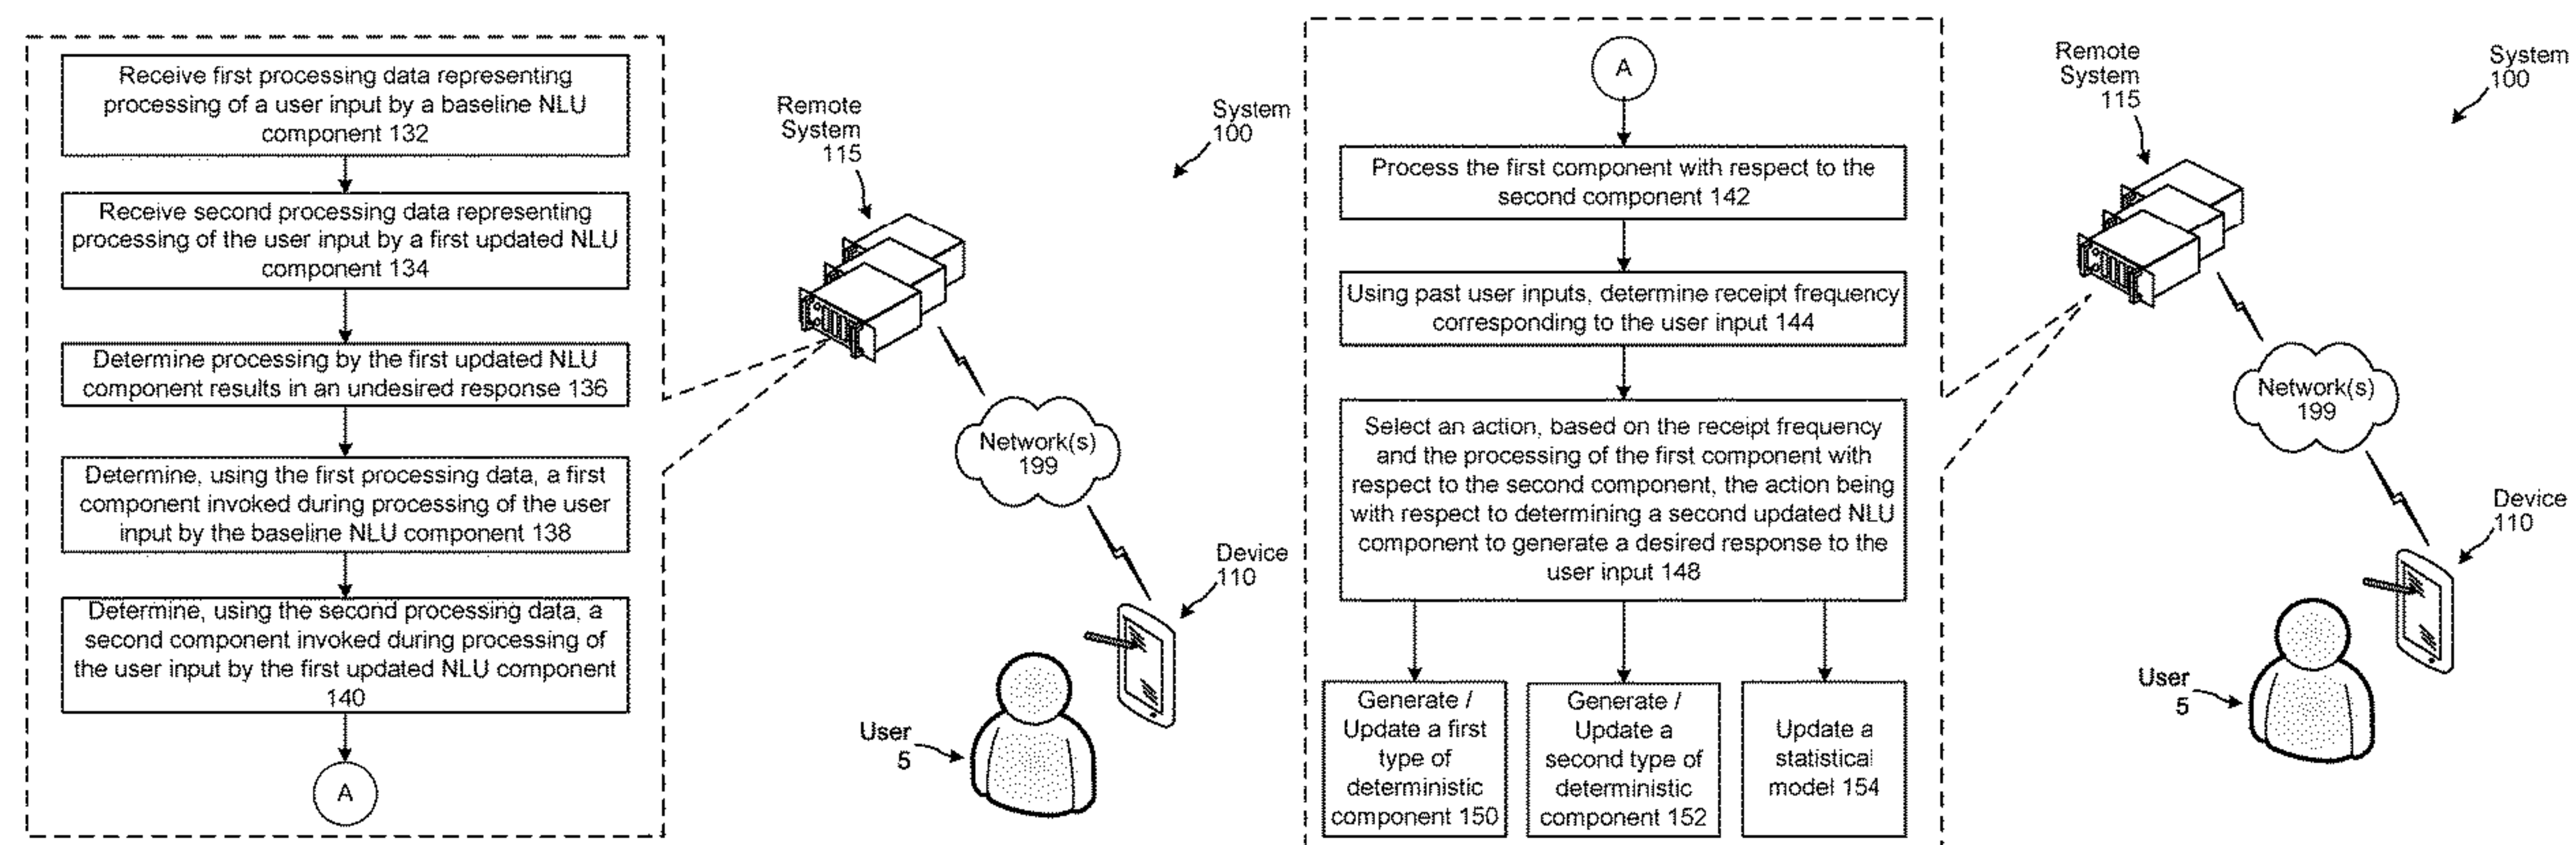 Receive first processing data representing
processing of a user input by a baseline NLU
component 132
Receive second processing data representing
processing of the user input by a first updated NLU
component 134
Determine processing by the first updated NLU
component results in an undesired response 136
Determine, using the first processing data, a first
component invoked during processing of the user
input by the baseline NLU component 138
Determine, using the second processing data, a
second component invoked during processing of
the user input by the first updated NLU component
140
A
Remote
System
115
System
100
Network(s)
199
Device
110
User
5
A
Process the first component with respect to the
second component 142
Using past user inputs, determine receipt frequency
corresponding to the user input 144
Select an action, based on the receipt frequency
and the processing of the first component with
respect to the second component, the action being
with respect to determining a second updated NLU
component to generate a desired response to the
user input 148
Generate /
Update a first
type of
deterministic
component 150
Generate /
Update a
second type of
deterministic
component 152
Update a
statistical
model 154
Remote
System
115
System
100
Network(s)
199
Device
110
User
5